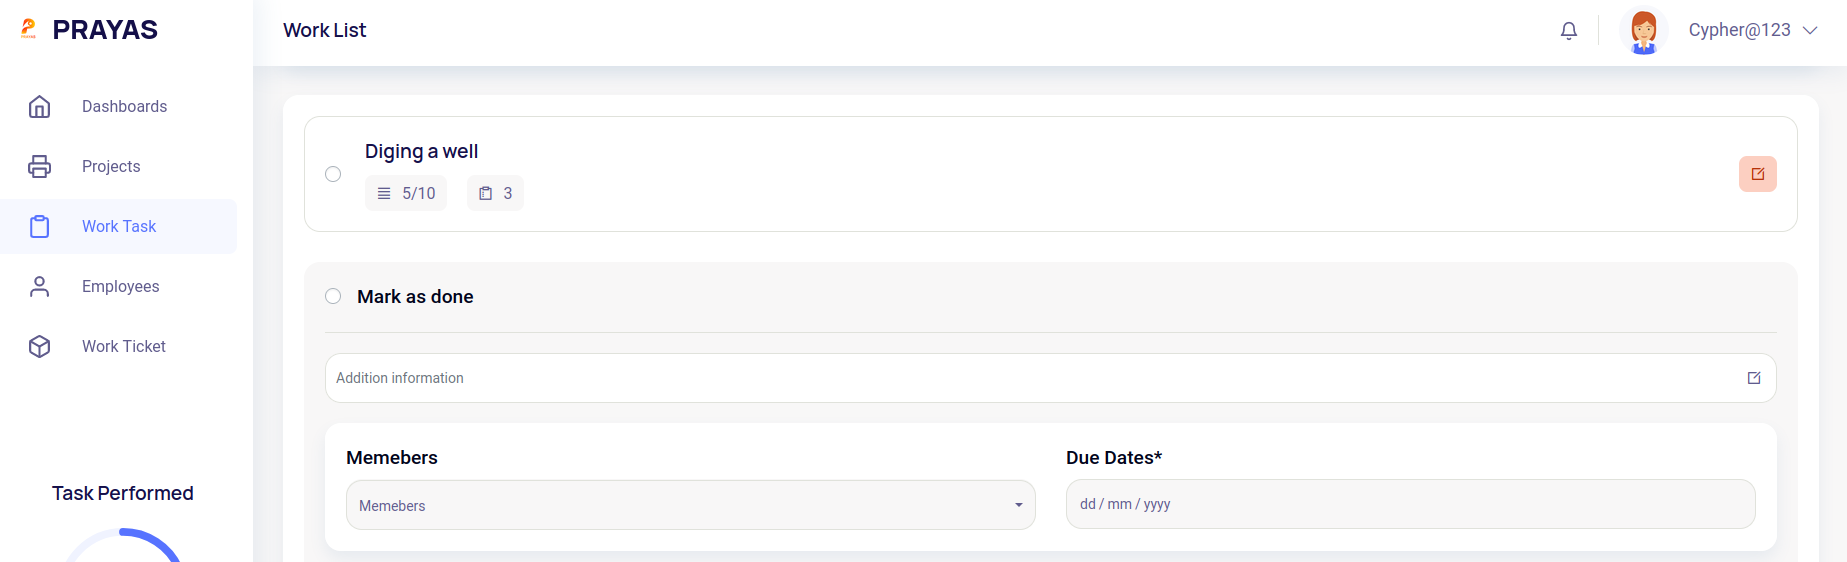 PRAYAS
Work List
Cypher@123
Dashboards
Projects
Work Task
Employees
Work Ticket
Task Performed
Diging a well
5/10
3
Mark as done
Addition information
Memebers
Due Dates*
Memebers
dd / mm / yyyy